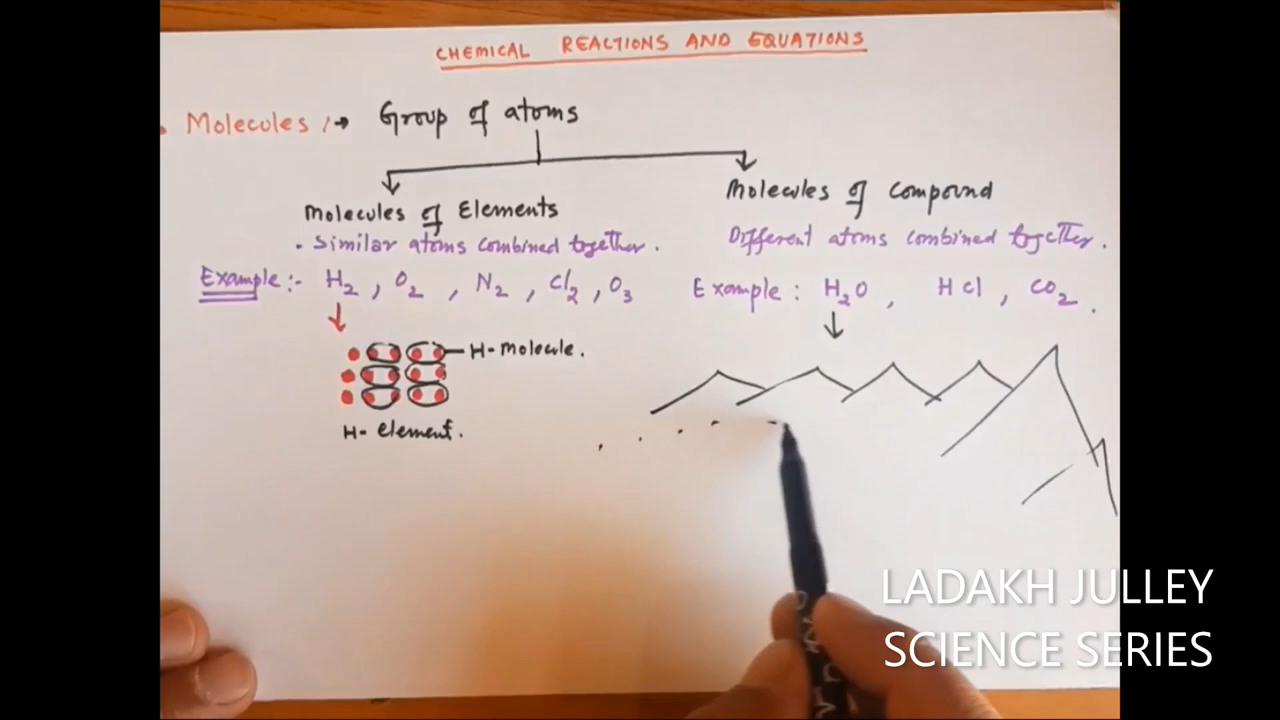 CHEMICAL REACTIONS AND EQUATIONS
. Molecules :→ Group of atoms
Molecules of Elements
. Similar atoms combined together .
Example :- H2 , O2 , N2 , Cl2 , O3
H- molecule .
H- element .
Molecules of Compound
Different atoms combined together .
Example : H2O , HCl , CO2 .
LADAKH JULLEY
SCIENCE SERIES